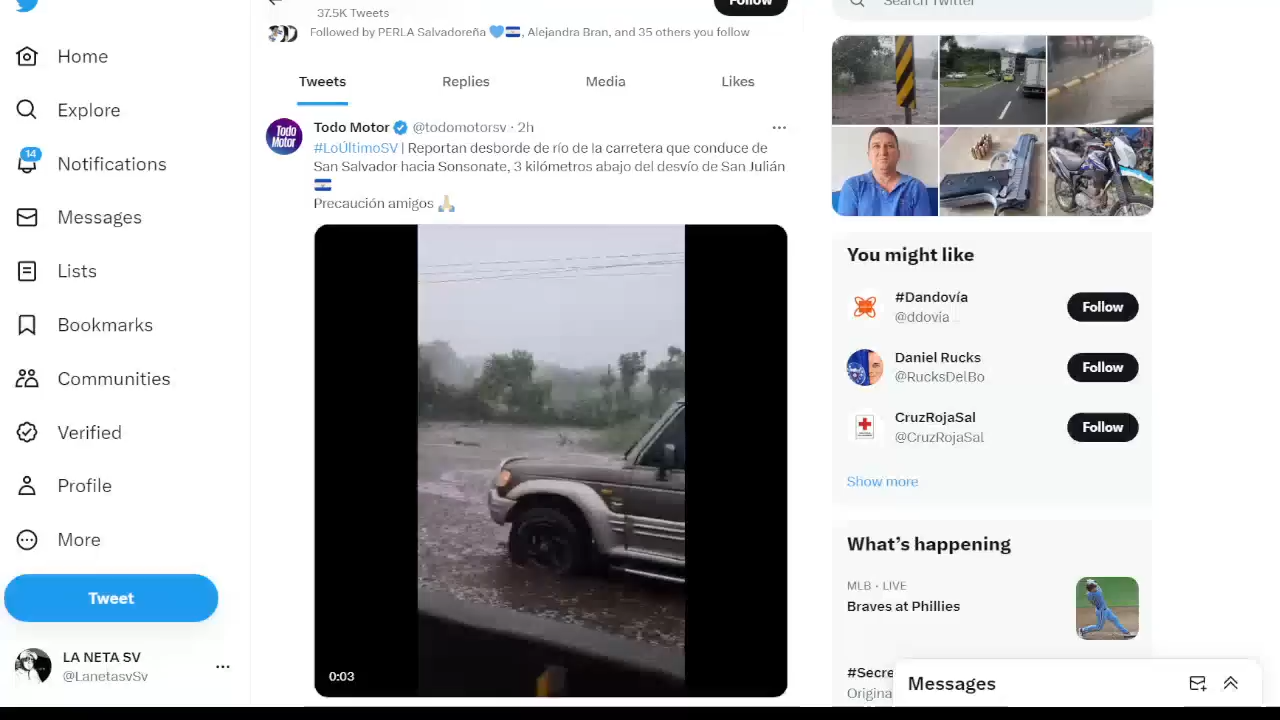 Home
Explore
14
Notifications
Messages
Lists
Bookmarks
Communities
Verified
Profile
More
Tweet
LA NETA SV
@LanetasvSv
Follow
37.5K Tweets
Followed by PERLA Salvadoreña 💙🇸🇻, Alejandra Bran, and 35 others you follow
Tweets Replies Media Likes
Todo Motor
Todo Motor @todomotorsv · 2h
#LoÚltimoSV | Reportan desborde de río de la carretera que conduce de
San Salvador hacia Sonsonate, 3 kilómetros abajo del desvío de San Julián
🇸🇻
Precaución amigos 🙏🏼
0:03
Search Twitter
You might like
#Dandovía
@ddovia
Follow
Daniel Rucks
@RucksDelBo
Follow
CruzRojaSal
@CruzRojaSal
Follow
Show more
What's happening
MLB · LIVE
Braves at Phillies
#Secre
Origina
Messages